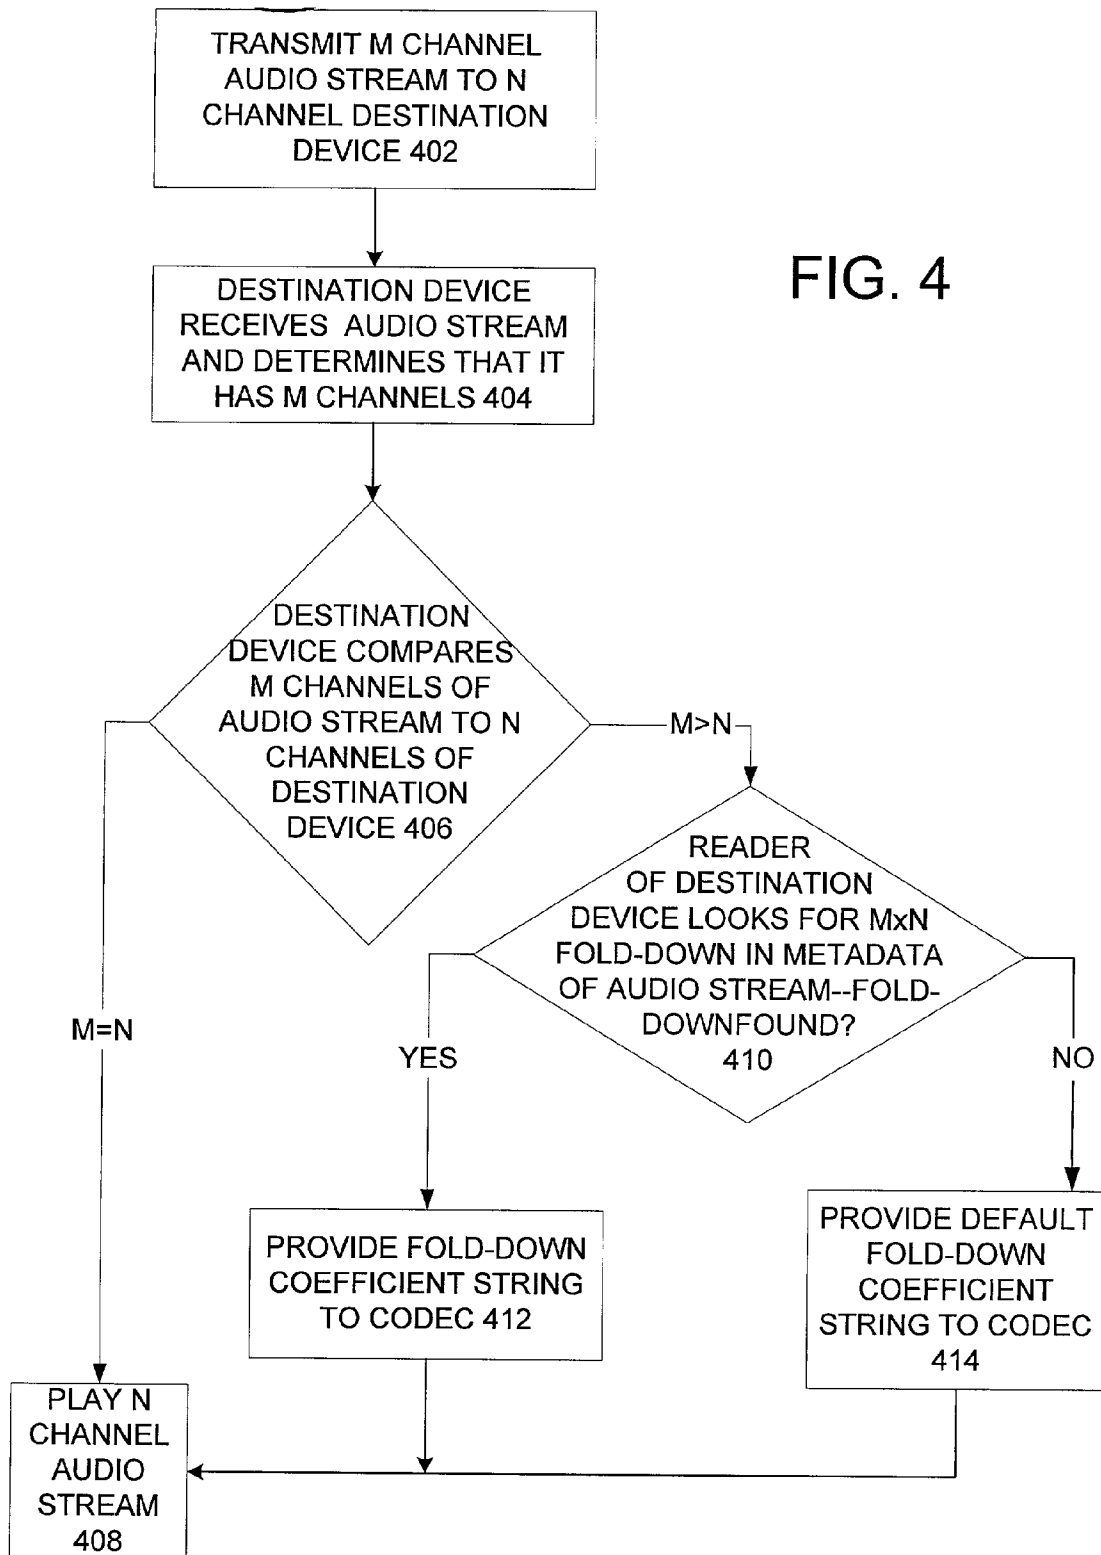 TRANSMIT M CHANNEL
AUDIO STREAM TO N
CHANNEL DESTINATION
DEVICE 402
FIG. 4
DESTINATION DEVICE
RECEIVES AUDIO STREAM
AND DETERMINES THAT IT
HAS M CHANNELS 404
DESTINATION
DEVICE COMPARES
M CHANNELS OF
AUDIO STREAM TO N
CHANNELS OF
DESTINATION
DEVICE 406
M>N
READER
OF DESTINATION
DEVICE LOOKS FOR MxN
FOLD-DOWN IN METADATA
OF AUDIO STREAM--FOLD-
DOWNFOUND?
410
M=N
YES
NO
PROVIDE FOLD-DOWN
COEFFICIENT STRING
TO CODEC 412
PROVIDE DEFAULT
FOLD-DOWN
COEFFICIENT
STRING TO CODEC
414
PLAY N
CHANNEL
AUDIO
STREAM
408